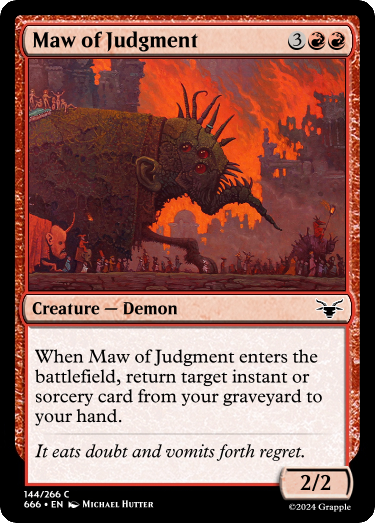 Maw of Judgment 3
Creature — Demon
When Maw of Judgment enters the
battlefield, return target instant or
sorcery card from your graveyard to
your hand.
It eats doubt and vomits forth regret.
2/2
144/266 C
666 • EN Michael Hutter
©2024 Grapple